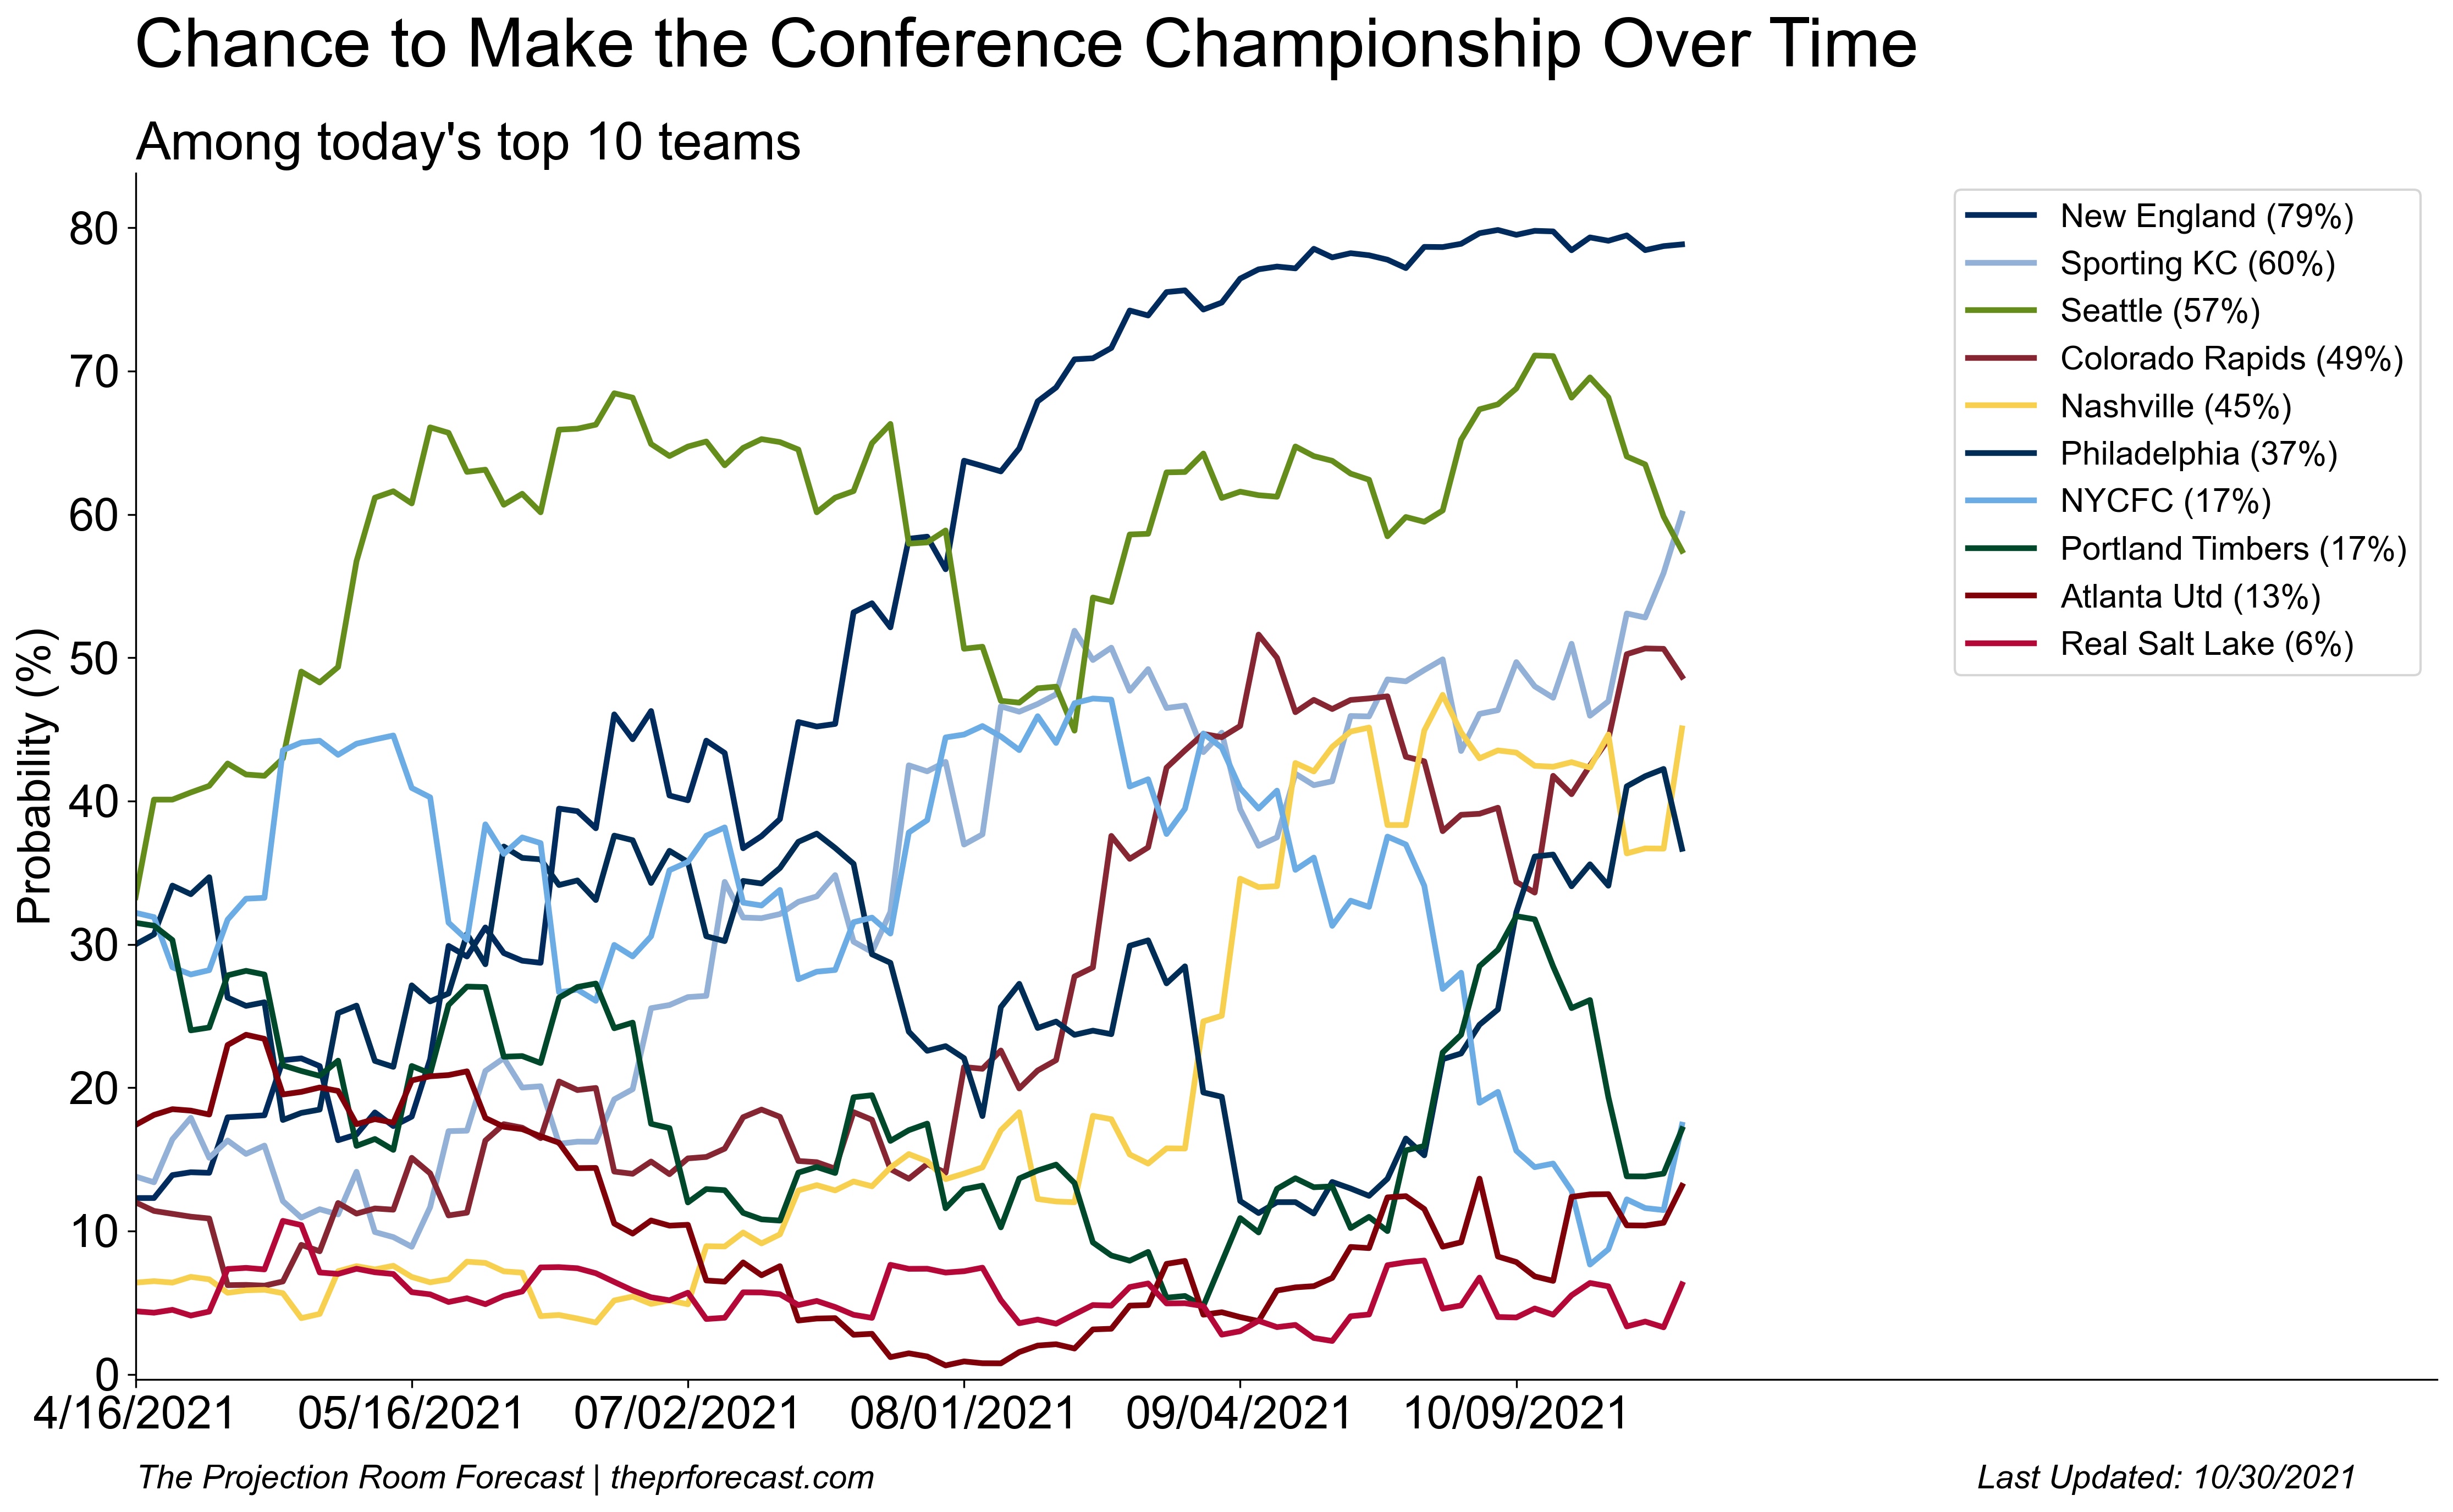 Chance to Make the Conference Championship Over Time
Among today's top 10 teams
Probability (%)
80
70
60
50
40
30
20
10
0
4/16/2021 05/16/2021 07/02/2021 08/01/2021 09/04/2021 10/09/2021
New England (79%)
Sporting KC (60%)
Seattle (57%)
Colorado Rapids (49%)
Nashville (45%)
Philadelphia (37%)
NYCFC (17%)
Portland Timbers (17%)
Atlanta Utd (13%)
Real Salt Lake (6%)
The Projection Room Forecast | theprforecast.com
Last Updated: 10/30/2021